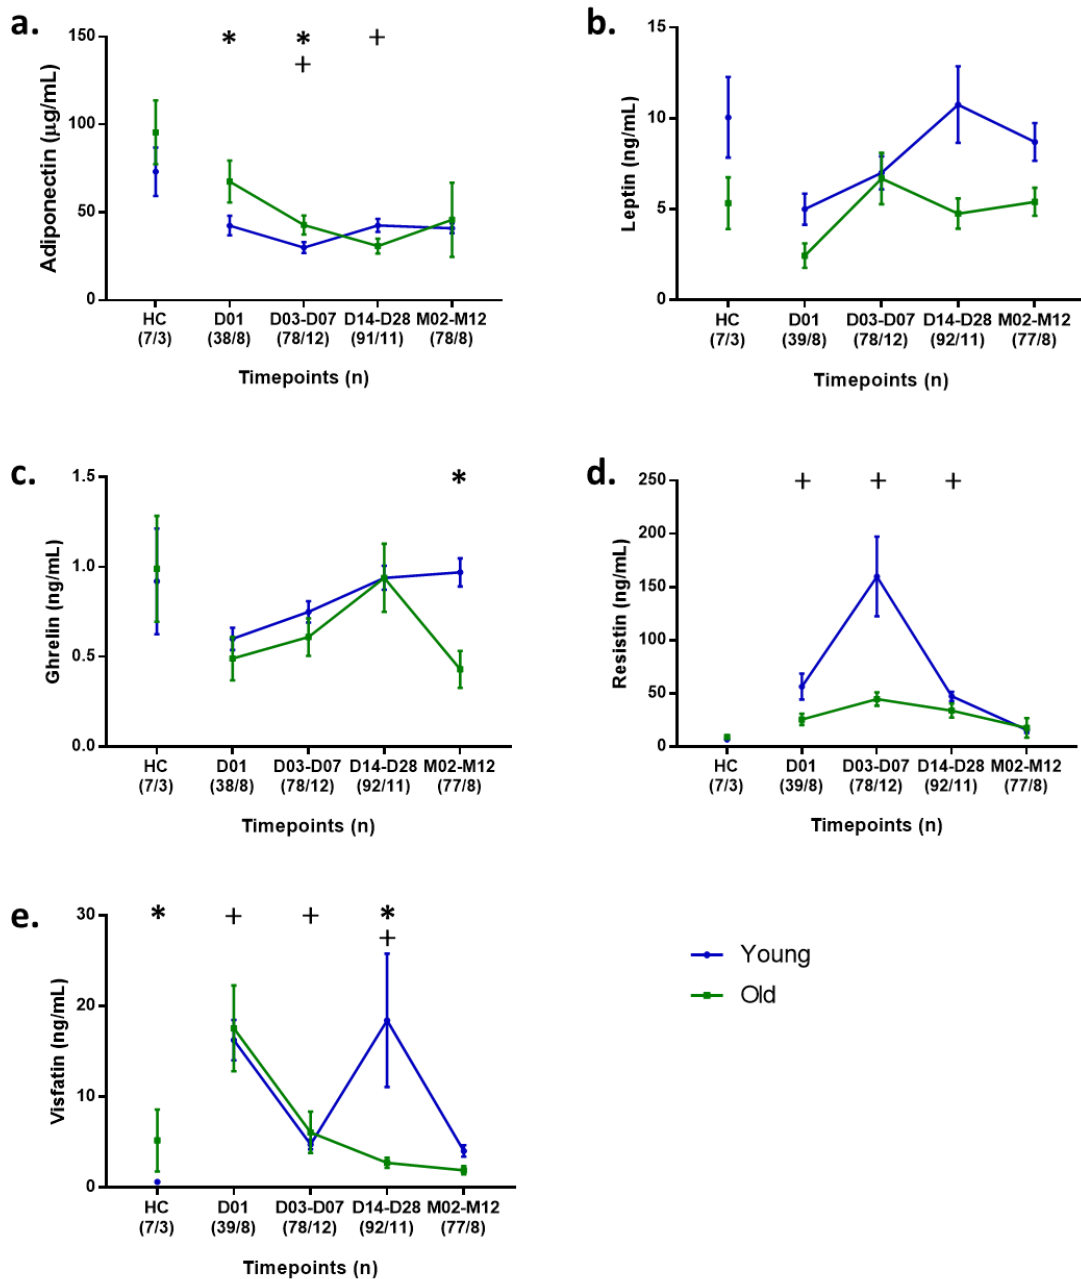 a.
Adiponectin (µg/mL)
150
100
50
0
* * +
+
HC D01 D03-D07 D14-D28 M02-M12
(7/3) (38/8) (78/12) (91/11) (78/8)
Timepoints (n)
b.
Leptin (ng/mL)
15
10
5
0
HC D01 D03-D07 D14-D28 M02-M12
(7/3) (39/8) (78/12) (92/11) (77/8)
Timepoints (n)
c.
Ghrelin (ng/mL)
1.5
1.0
0.5
0.0
*
HC D01 D03-D07 D14-D28 M02-M12
(7/3) (38/8) (78/12) (92/11) (77/8)
Timepoints (n)
d.
Resistin (ng/mL)
250
200
150
100
50
0
+ + +
HC D01 D03-D07 D14-D28 M02-M12
(7/3) (39/8) (78/12) (92/11) (77/8)
Timepoints (n)
e.
Visfatin (ng/mL)
30
20
10
0
* + + *
+
HC D01 D03-D07 D14-D28 M02-M12
(7/3) (39/8) (78/12) (92/11) (77/8)
Timepoints (n)
Young
Old